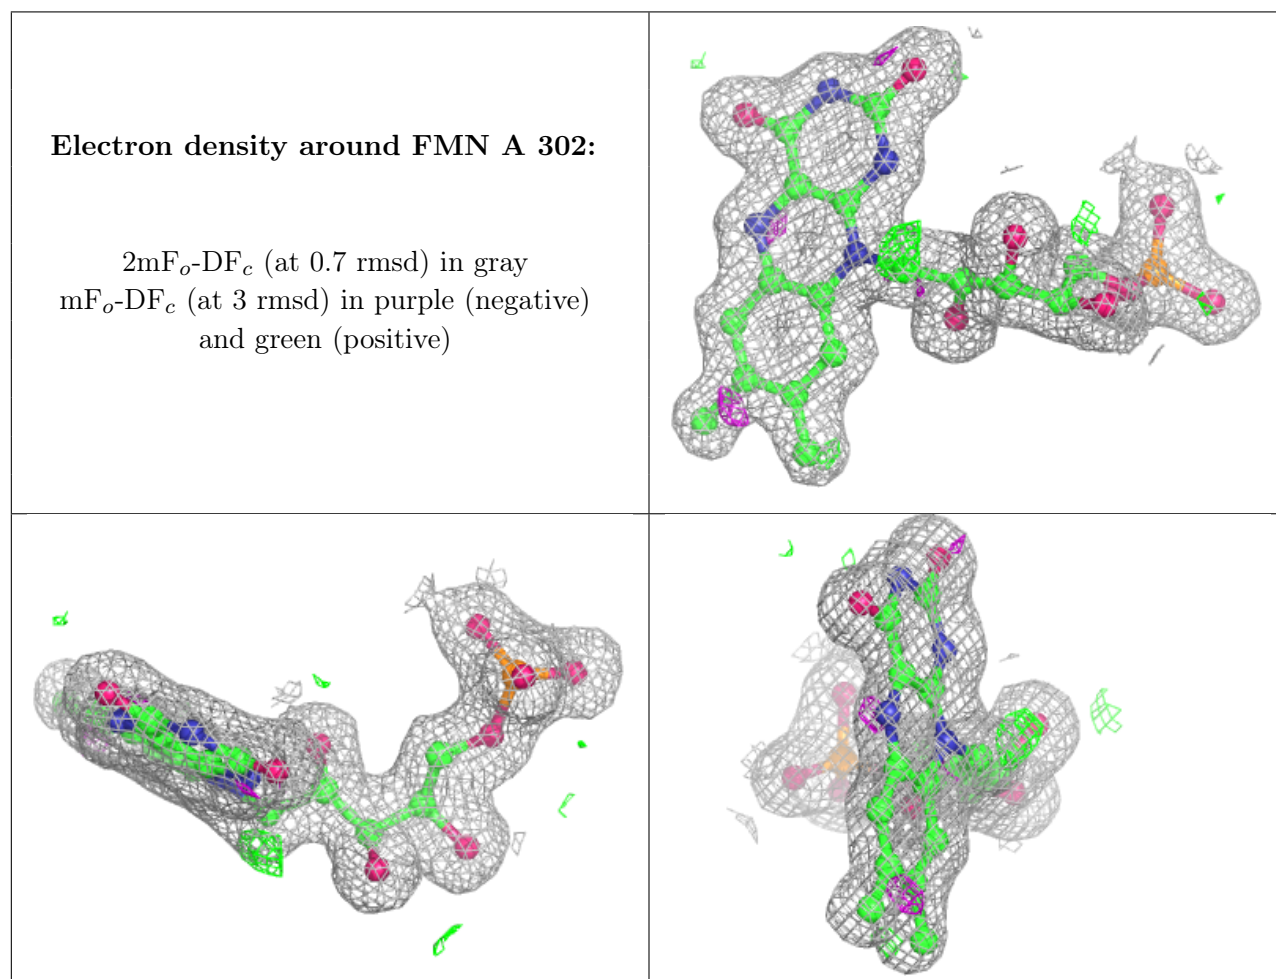 Electron density around FMN A 302:
2mFo-DFc (at 0.7 rmsd) in gray
mFo-DFc (at 3 rmsd) in purple (negative)
and green (positive)